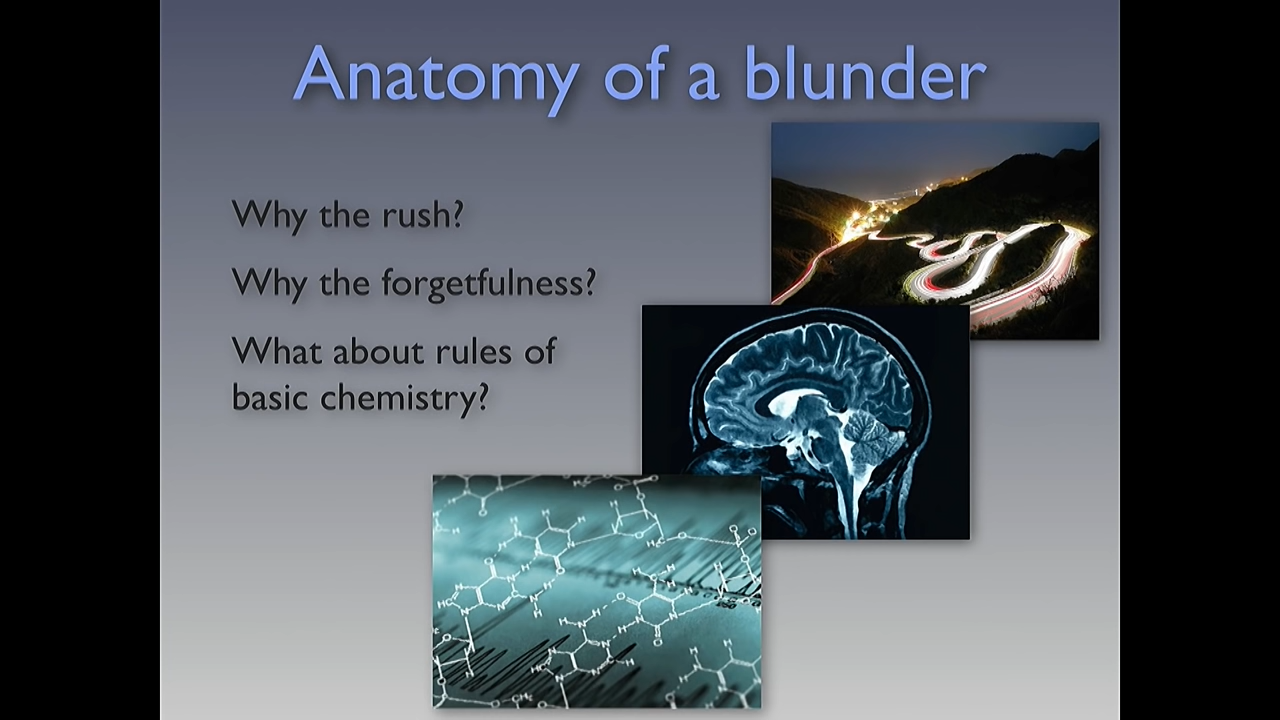 Anatomy of a blunder
Why the rush?
Why the forgetfulness?
What about rules of
basic chemistry?